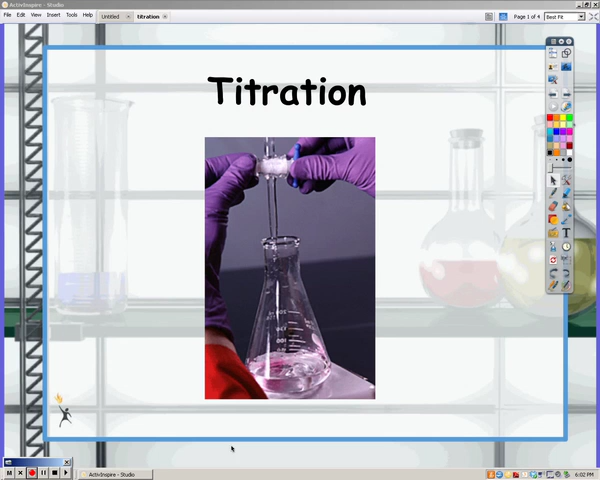 ActivInspire - Studio
File Edit View Insert Tools Help Untitled titration Page 1 of 4 Best Fit
Titration
ActivInspire - Studio 6:02 PM